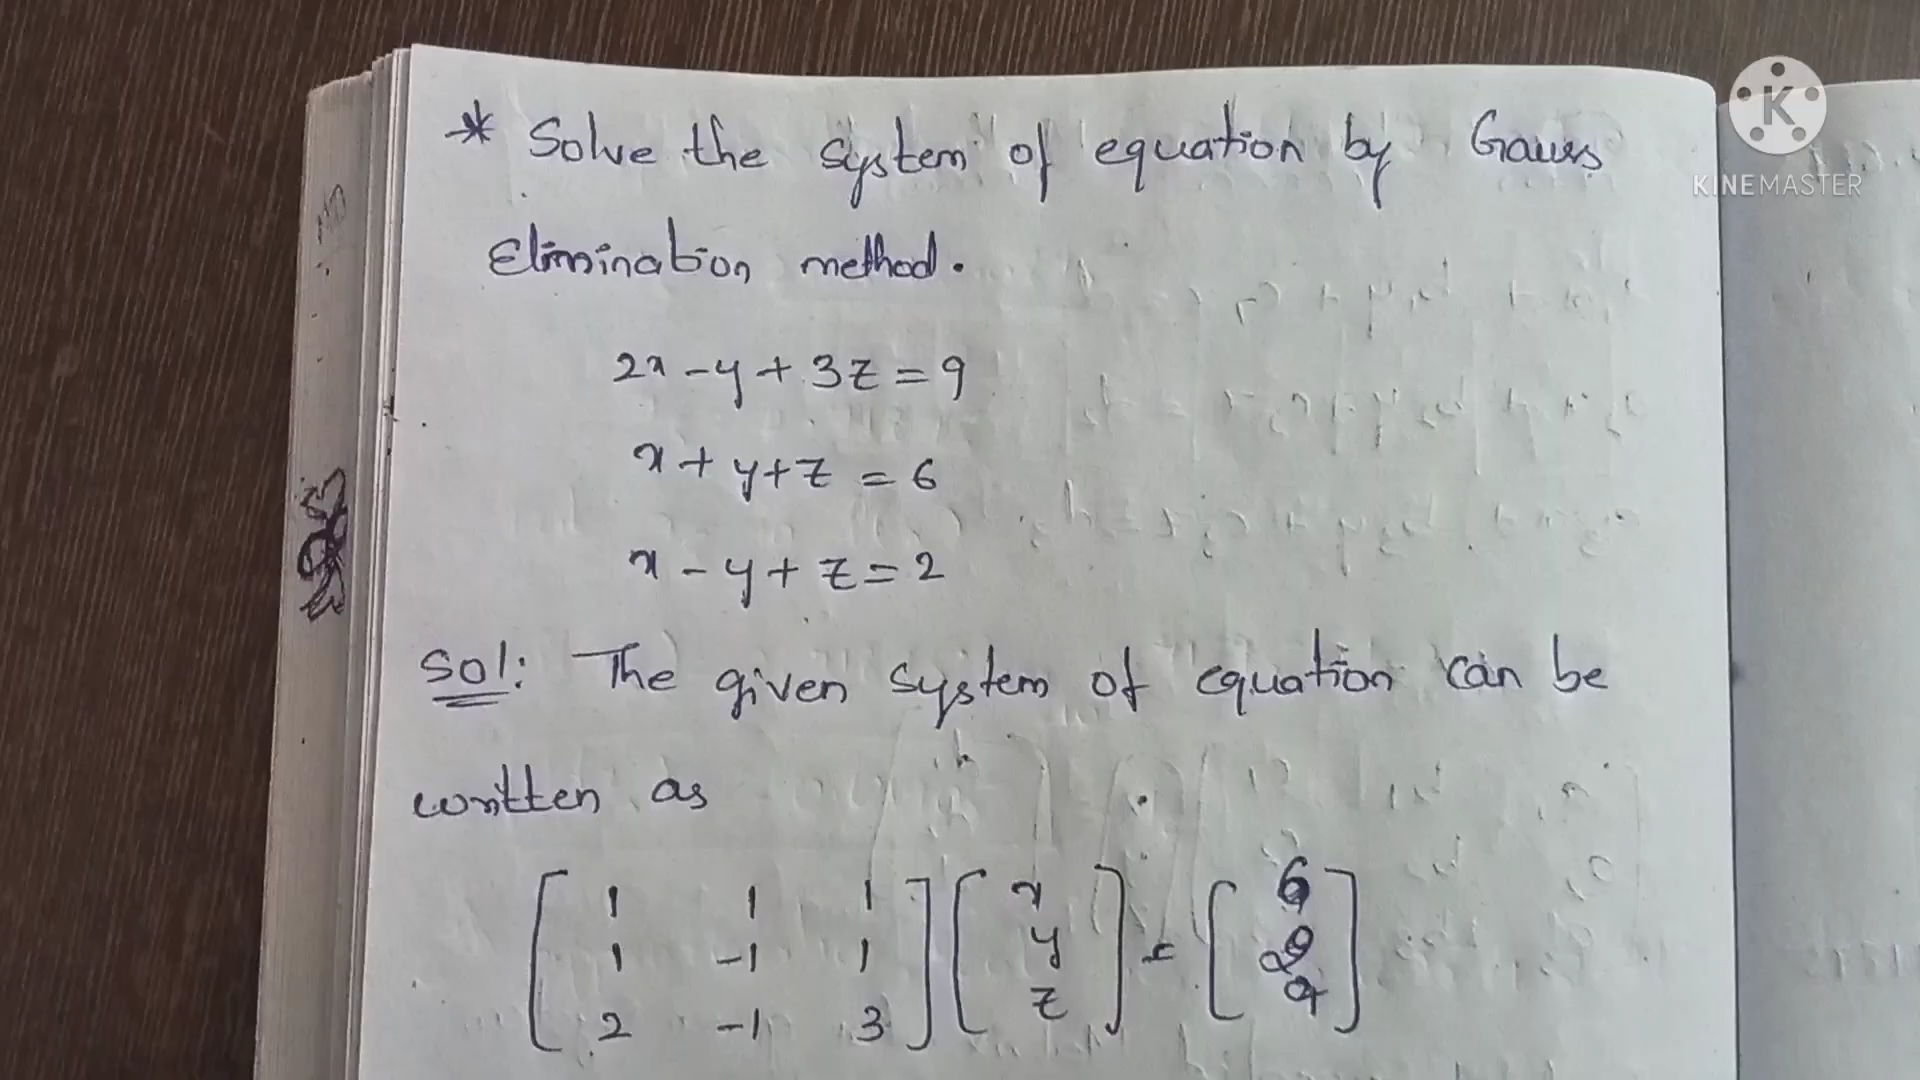 * Solve the system of equation by Gauss
KINEMASTER
Elimination method.
2x - y + 3z = 9
x + y + z = 6
x - y + z = 2
Sol: The given system of equation can be
written as
[ 1 1 1 ] [ x ] = [ 6 ]
[ 1 -1 1 ] [ y ] [ 2 ]
[ 2 -1 3 ] [ z ] [ 9 ]